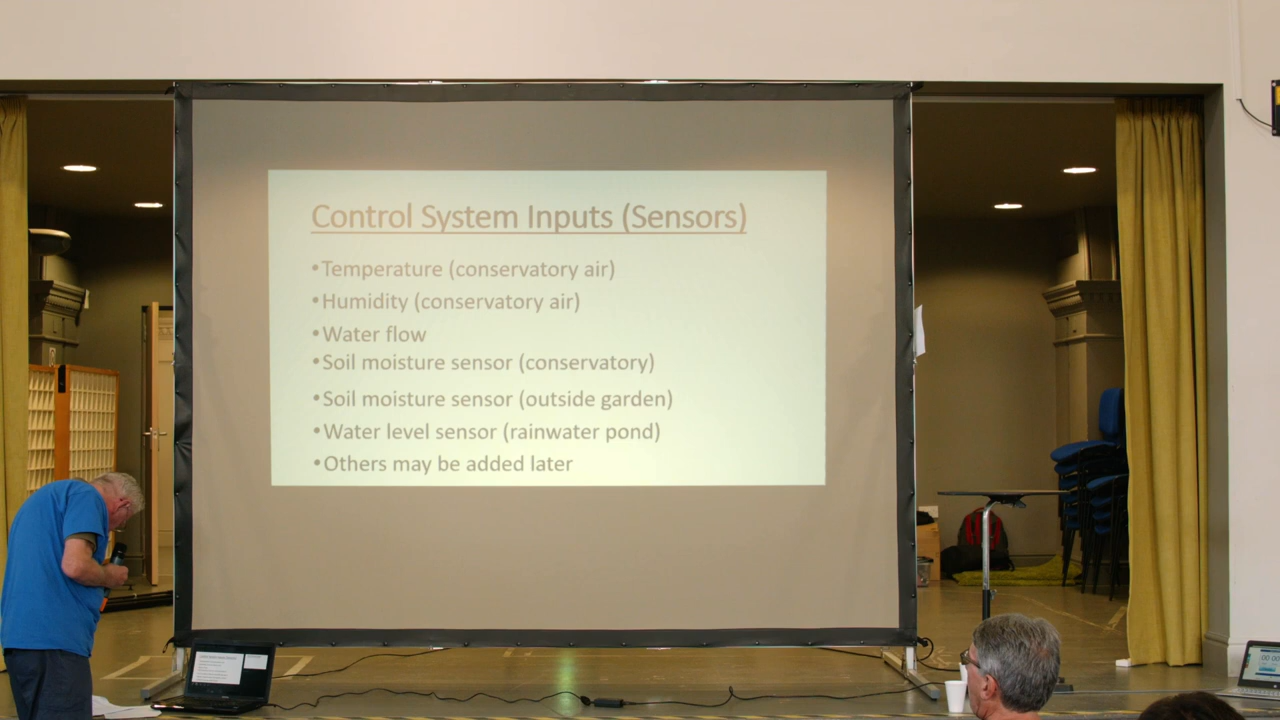 Control System Inputs (Sensors)
•Temperature (conservatory air)
•Humidity (conservatory air)
•Water flow
•Soil moisture sensor (conservatory)
•Soil moisture sensor (outside garden)
•Water level sensor (rainwater pond)
•Others may be added later